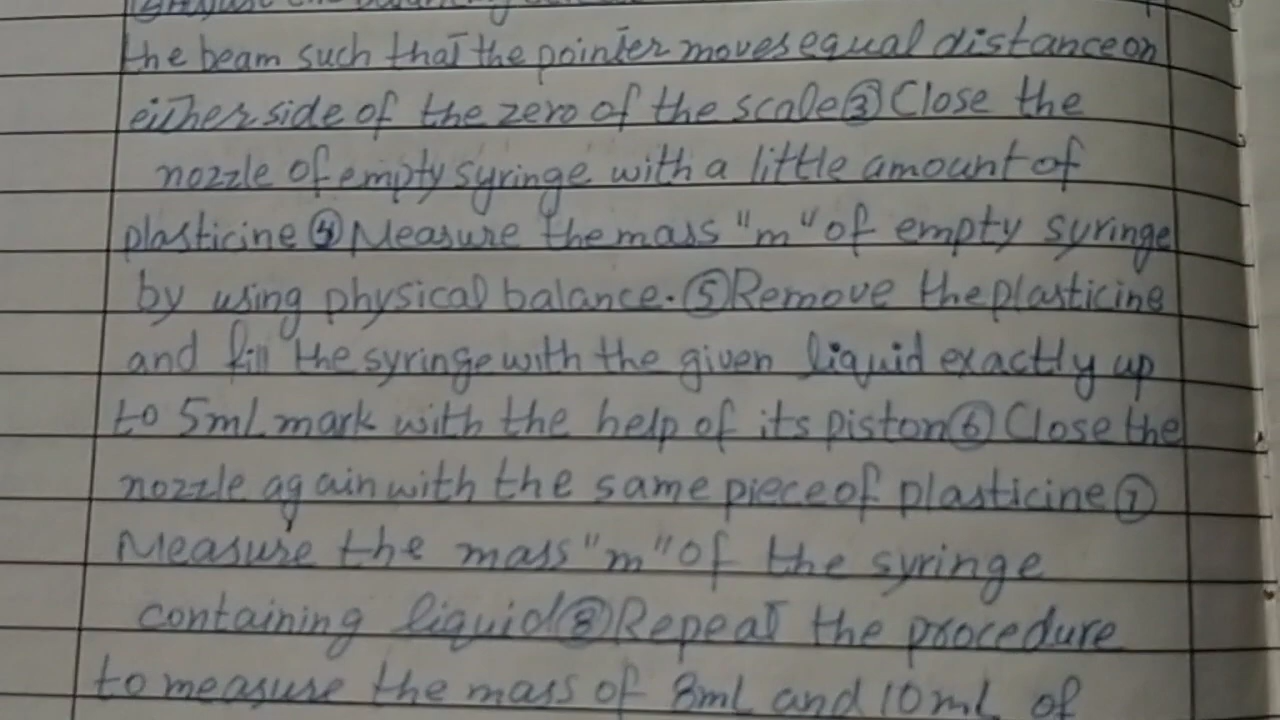 the beam such that the pointer moves equal distance on
either side of the zero of the scale ③ Close the
nozzle of empty syringe with a little amount of
plasticine ④ Measure the mass "m" of empty syringe
by using physical balance. ⑤ Remove the plasticine
and fill the syringe with the given liquid exactly up
to 5mL mark with the help of its piston ⑥ Close the
nozzle again with the same piece of plasticine ⑦
Measure the mass "m" of the syringe
containing liquid ⑧ Repeat the procedure
to measure the mass of 8mL and 10mL of